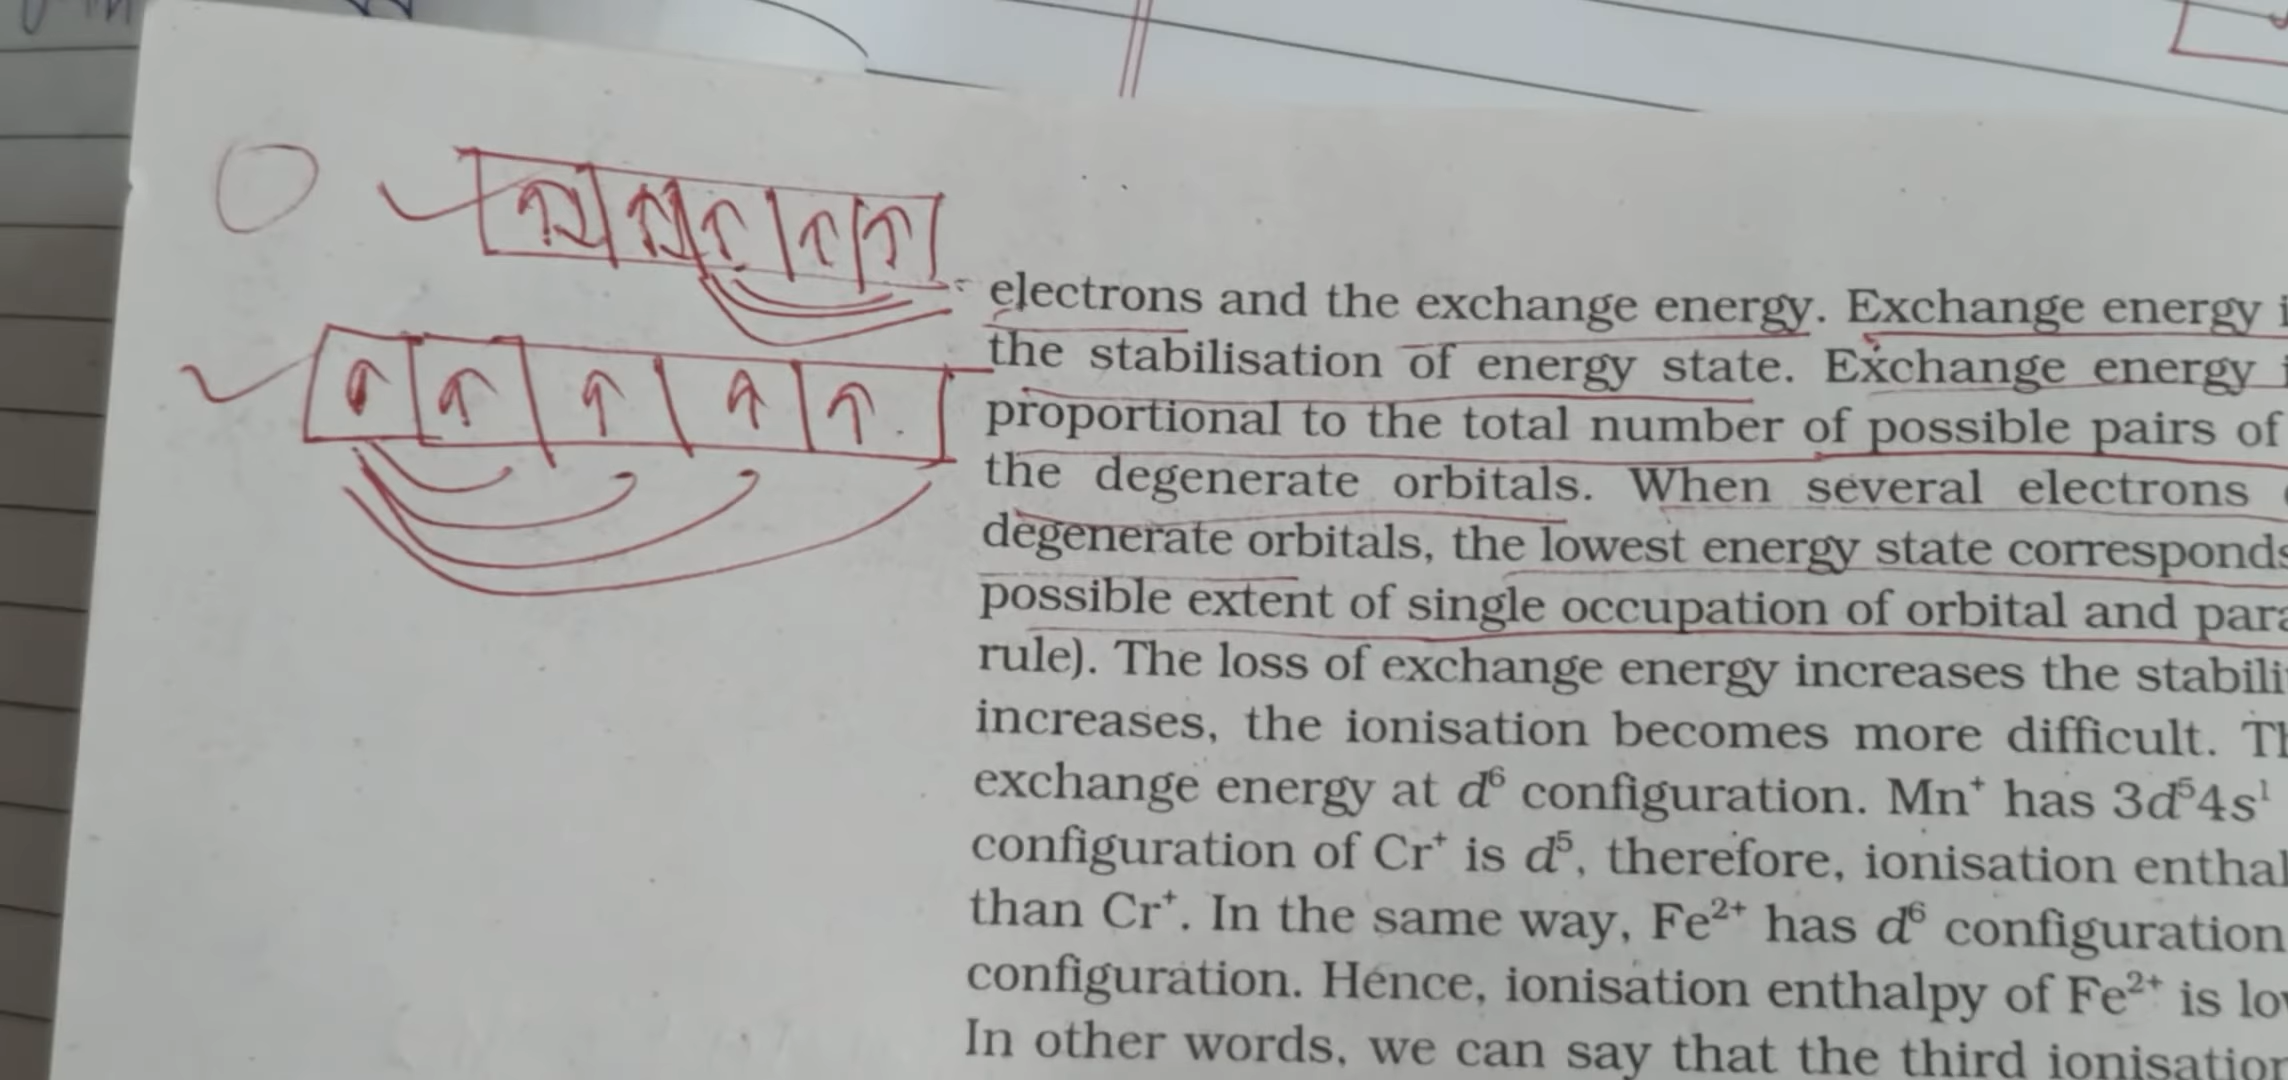 electrons and the exchange energy. Exchange energy i
the stabilisation of energy state. Exchange energy i
proportional to the total number of possible pairs of
the degenerate orbitals. When several electrons
degenerate orbitals, the lowest energy state corresponds
possible extent of single occupation of orbital and para
rule). The loss of exchange energy increases the stabili
increases, the ionisation becomes more difficult. Th
exchange energy at d⁶ configuration. Mn⁺ has 3d⁵4s¹
configuration of Cr⁺ is d⁵, therefore, ionisation enthal
than Cr⁺. In the same way, Fe²⁺ has d⁶ configuration
configuration. Hence, ionisation enthalpy of Fe²⁺ is lo
In other words, we can say that the third ionisation